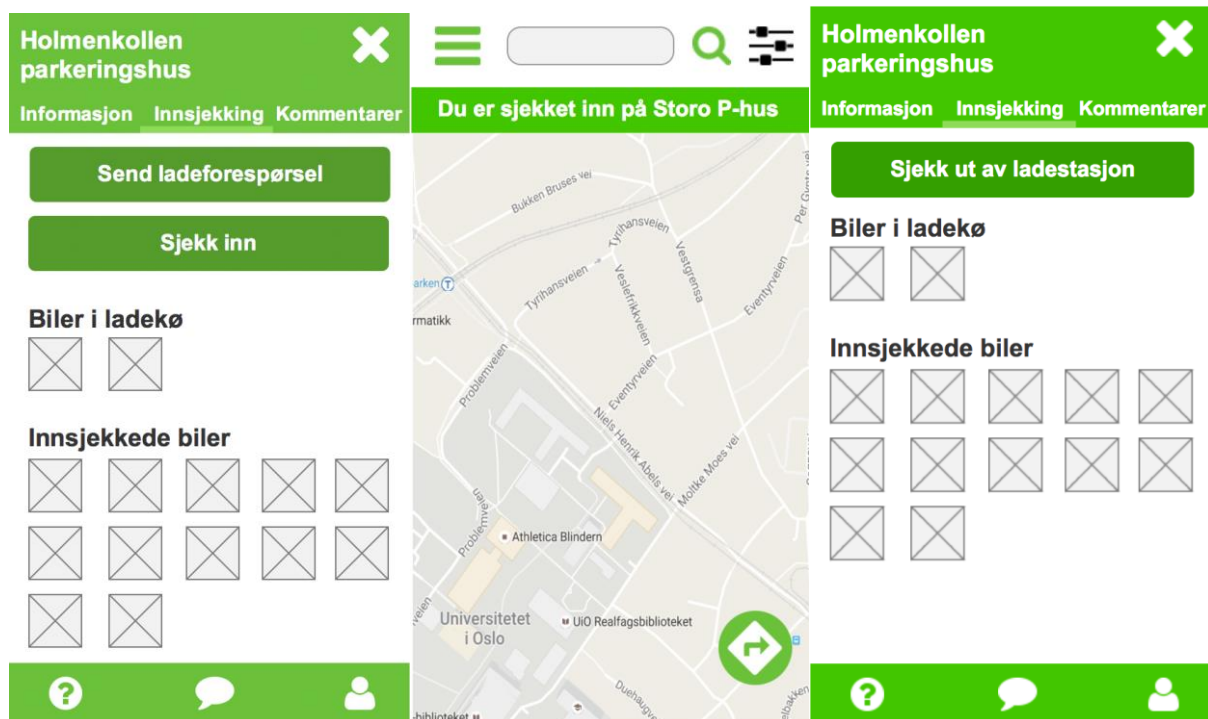 Holmenkollen
parkeringshus
Informasjon Innsjekking Kommentarer
Send ladeforespørsel
Sjekk inn
Biler i ladekø
Innsjekkede biler
Du er sjekket inn på Storo P-hus
Bukken Bruses vei
Per Gynts vei
Tyrihansveien
Tyrihansveien
Vestgrensa
Veslefrikkveien
Eventyrveien
Eventyrveien
arken T
rmatikk
Problemveien
Niels Henrik Abels vei
Moltke Moes vei
Problemveien
Athletica Blindern
Universitetet
i Oslo
UiO Realfagsbiblioteket
Holmenkollen
parkeringshus
Informasjon Innsjekking Kommentarer
Sjekk ut av ladestasjon
Biler i ladekø
Innsjekkede biler